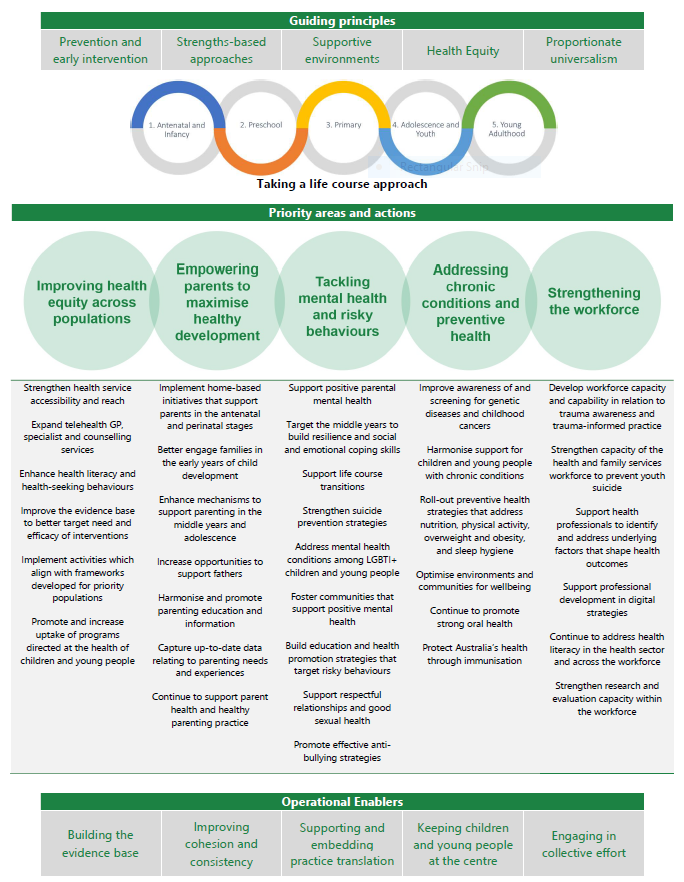 Guiding principles
Prevention and
early intervention
Strengths-based
approaches
Supportive
environments
Health Equity
Proportionate
universalism
1. Antenatal and
Infancy
2. Preschool
3. Primary
4. Adolescence and
Youth
5. Young
Adulthood
Rectangular Snip
Taking a life course approach
Priority areas and actions
Improving health
equity across
populations
Empowering
parents to
maximise
healthy
development
Tackling
mental health
and risky
behaviours
Addressing
chronic
conditions and
preventive
health
Strengthening
the workforce
Strengthen health service
accessibility and reach
Expand telehealth GP,
specialist and counselling
services
Enhance health literacy and
health-seeking behaviours
Improve the evidence base
to better target need and
efficacy of interventions
Implement activities which
align with frameworks
developed for priority
populations
Promote and increase
uptake of programs
directed at the health of
children and young people
Implement home-based
initiatives that support
parents in the antenatal
and perinatal stages
Better engage families in
the early years of child
development
Enhance mechanisms to
support parenting in the
middle years and
adolescence
Increase opportunities to
support fathers
Harmonise and promote
parenting education and
information
Capture up-to-date data
relating to parenting needs
and experiences
Continue to support parent
health and healthy
parenting practice
Support positive parental
mental health
Target the middle years to
build resilience and social
and emotional coping skills
Support life course
transitions
Strengthen suicide
prevention strategies
Address mental health
conditions among LGBTI+
children and young people
Foster communities that
support positive mental
health
Build education and health
promotion strategies that
target risky behaviours
Support respectful
relationships and good
sexual health
Promote effective anti-
bullying strategies
Improve awareness of and
screening for genetic
diseases and childhood
cancers
Harmonise support for
children and young people
with chronic conditions
Roll-out preventive health
strategies that address
nutrition, physical activity,
overweight and obesity,
and sleep hygiene
Optimise environments and
communities for wellbeing
Continue to promote
strong oral health
Protect Australia's health
through immunisation
Develop workforce capacity
and capability in relation to
trauma awareness and
trauma-informed practice
Strengthen capacity of the
health and family services
workforce to prevent youth
suicide
Support health
professionals to identify
and address underlying
factors that shape health
outcomes
Support professional
development in digital
strategies
Continue to address health
literacy in the health sector
and across the workforce
Strengthen research and
evaluation capacity within
the workforce
Operational Enablers
Building the
evidence base
Improving
cohesion and
consistency
Supporting and
embedding
practice translation
Keeping children
and young people
at the centre
Engaging in
collective effort